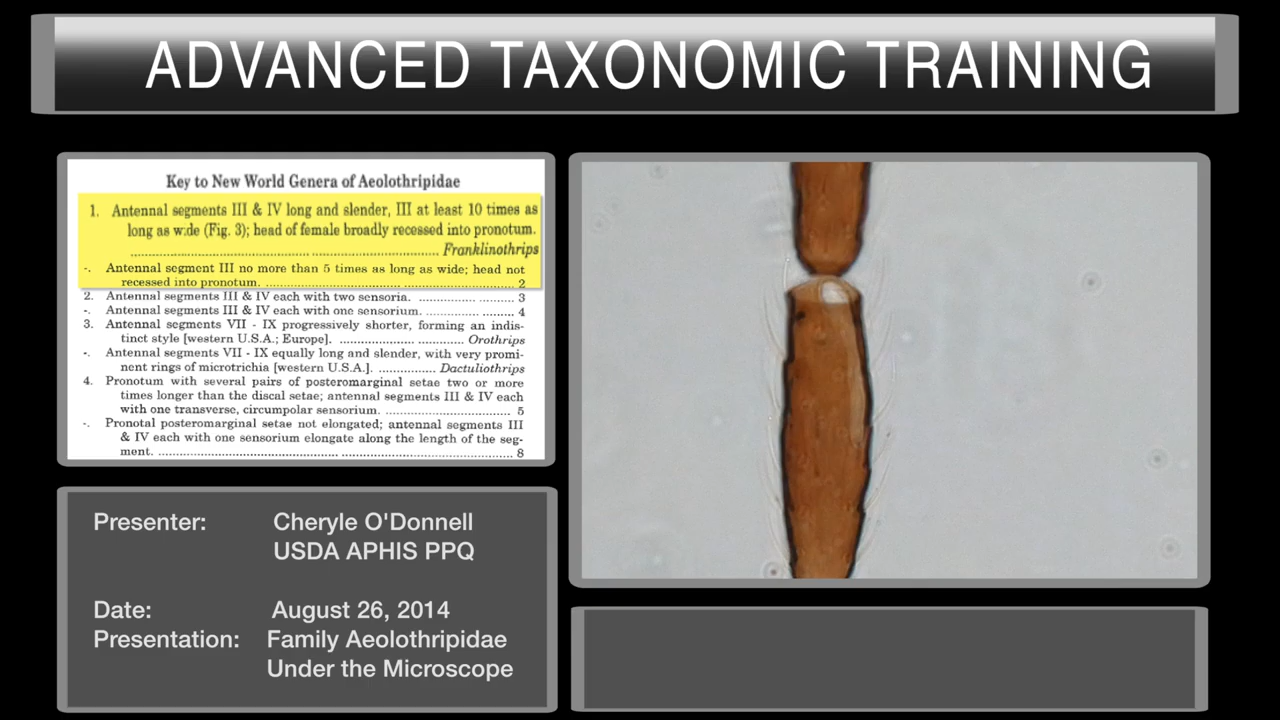 ADVANCED TAXONOMIC TRAINING
Key to New World Genera of Aeolothripidae
1. Antennal segments III & IV long and slender, III at least 10 times as
long as wide (Fig. 3); head of female broadly recessed into pronotum.
.................................................. Franklinothrips
-. Antennal segment III no more than 5 times as long as wide; head not
recessed into pronotum. .................................................. 2
2. Antennal segments III & IV each with two sensoria. .................... 3
-. Antennal segments III & IV each with one sensorium. .................... 4
3. Antennal segments VII - IX progressively shorter, forming an indis-
tinct style [western U.S.A.; Europe]. .................... Orothrips
-. Antennal segments VII - IX equally long and slender, with very promi-
nent rings of microtrichia [western U.S.A.]. .............. Dactuliothrips
4. Pronotum with several pairs of posteromarginal setae two or more
times longer than the discal setae; antennal segments III & IV each
with one transverse, circumpolar sensorium. .................... 5
-. Pronotal posteromarginal setae not elongated; antennal segments III
& IV each with one sensorium elongate along the length of the seg-
ment. .................................................. 8
Presenter: Cheryle O'Donnell
USDA APHIS PPQ
Date: August 26, 2014
Presentation: Family Aeolothripidae
Under the Microscope